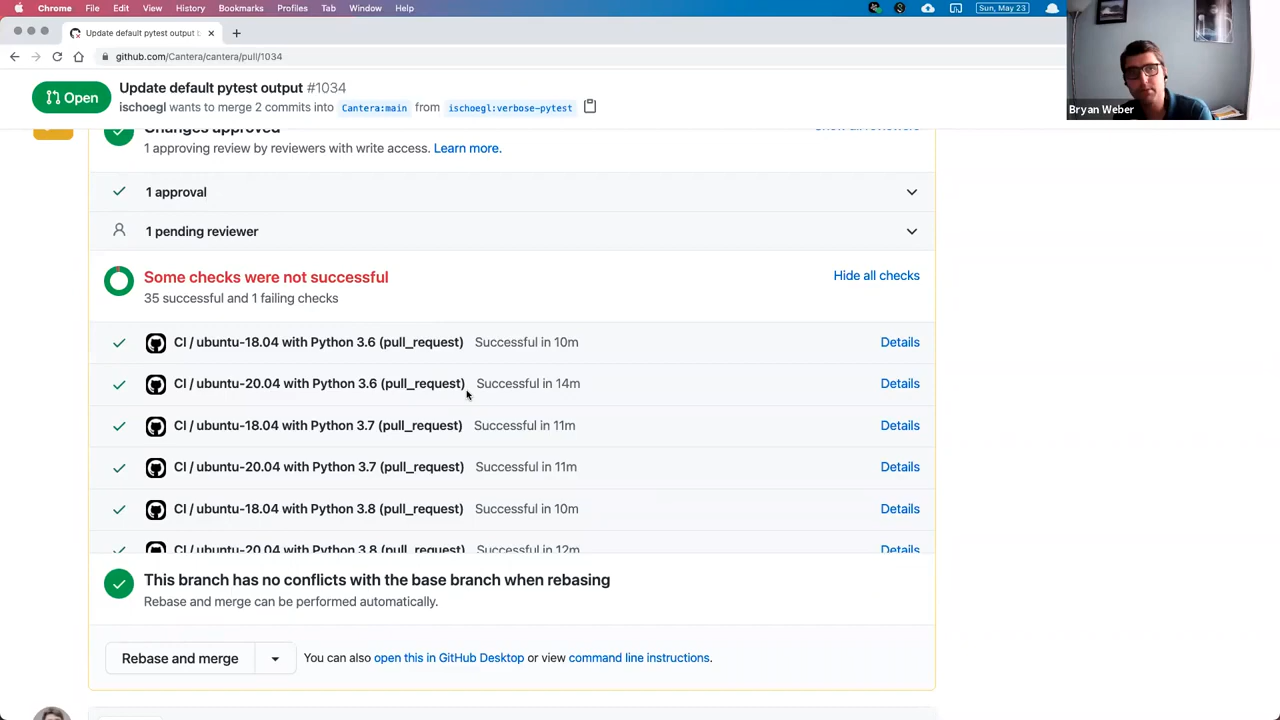 Chrome File Edit View History Bookmarks Profiles Tab Window Help Sun, May 23
Update default pytest output b
github.com/Cantera/cantera/pull/1034
Open
Update default pytest output #1034
ischoegl wants to merge 2 commits into Cantera:main from ischoegl:verbose-pytest
Bryan Weber
Changes approved
Show all reviewers
1 approving review by reviewers with write access. Learn more.
1 approval
1 pending reviewer
Some checks were not successful
Hide all checks
35 successful and 1 failing checks
CI / ubuntu-18.04 with Python 3.6 (pull_request) Successful in 10m Details
CI / ubuntu-20.04 with Python 3.6 (pull_request) Successful in 14m Details
CI / ubuntu-18.04 with Python 3.7 (pull_request) Successful in 11m Details
CI / ubuntu-20.04 with Python 3.7 (pull_request) Successful in 11m Details
CI / ubuntu-18.04 with Python 3.8 (pull_request) Successful in 10m Details
CI / ubuntu-20.04 with Python 3.8 (pull_request) Successful in 12m Details
This branch has no conflicts with the base branch when rebasing
Rebase and merge can be performed automatically.
Rebase and merge
You can also open this in GitHub Desktop or view command line instructions.